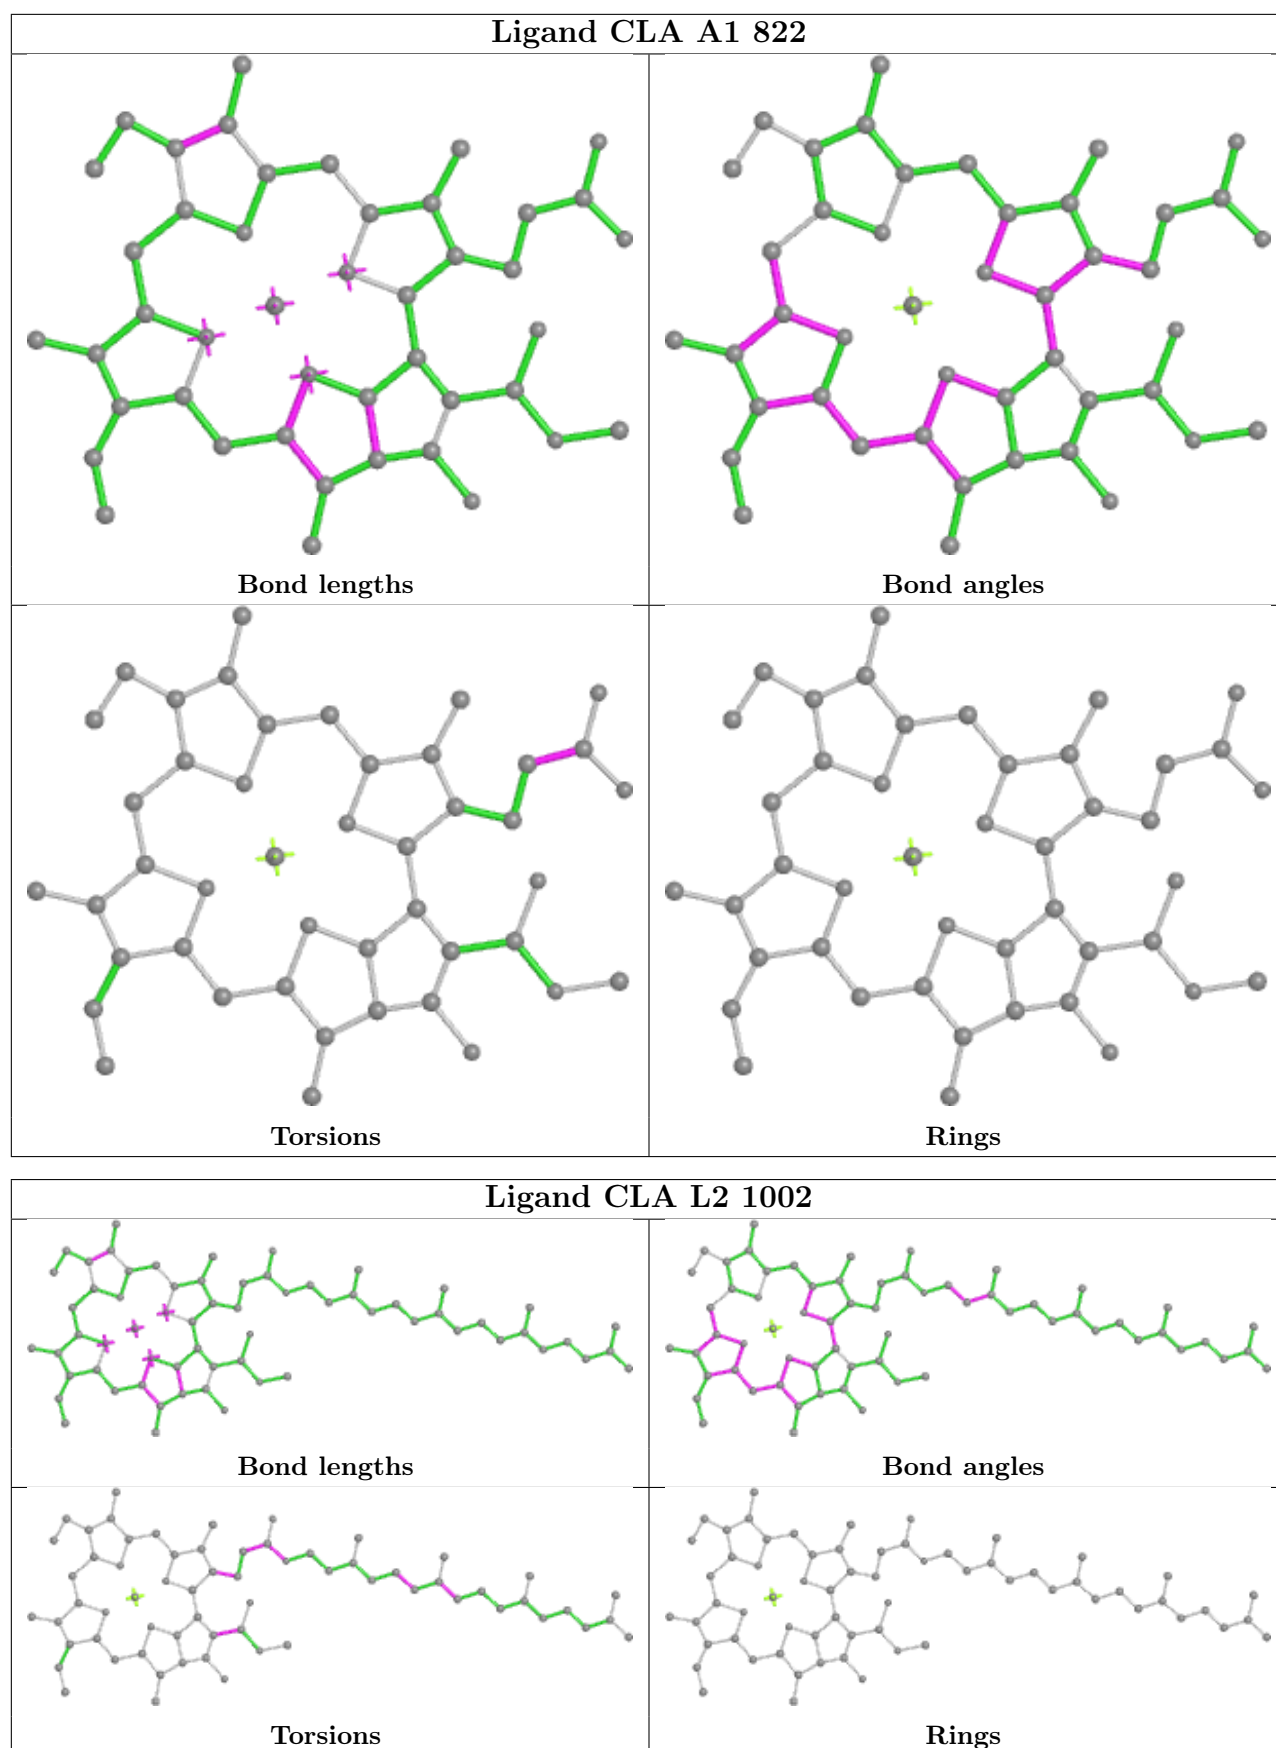 Ligand CLA A1 822
Bond lengths
Bond angles
Torsions
Rings
Ligand CLA L2 1002
Bond lengths
Bond angles
Torsions
Rings